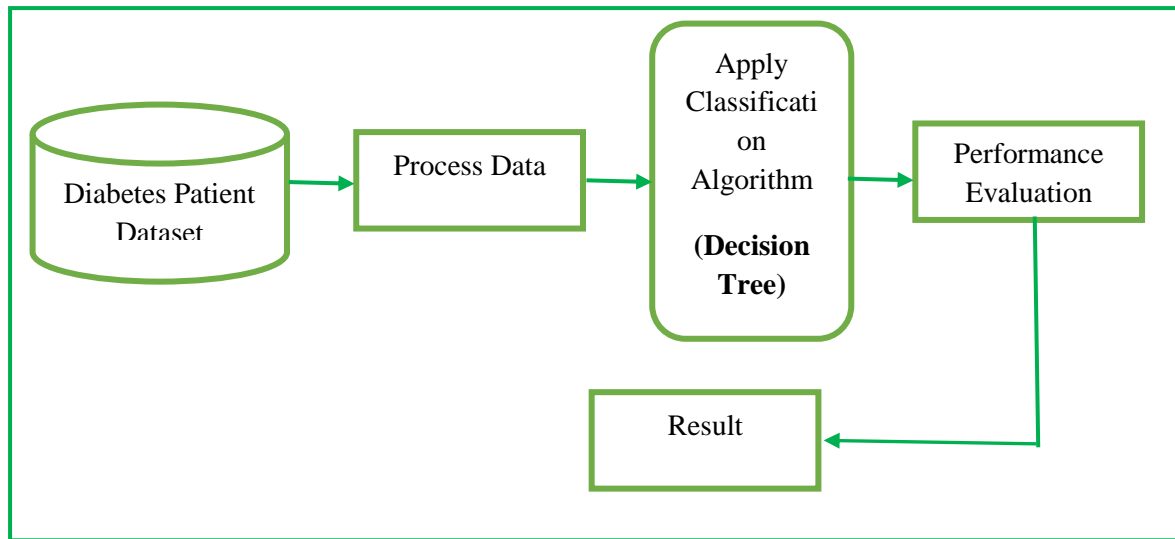 Diabetes Patient
Dataset
Process Data
Apply
Classificati
on
Algorithm
(Decision
Tree)
Performance
Evaluation
Result